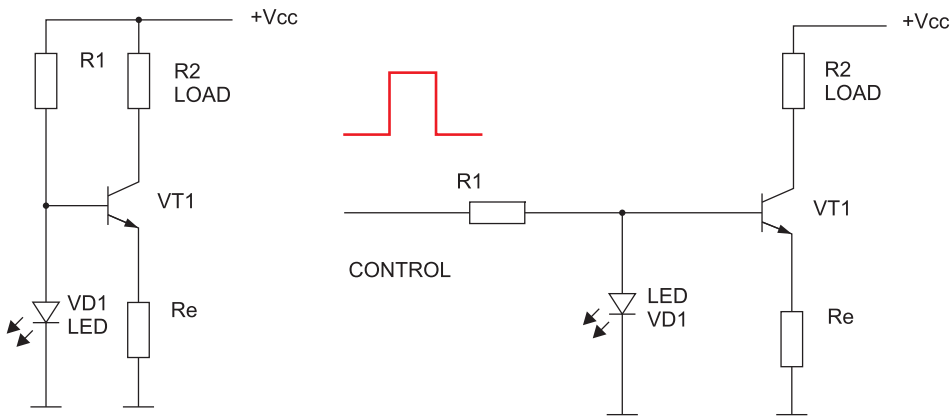 +Vcc
R1
R2
LOAD
VT1
VD1
LED
Re
+Vcc
R2
LOAD
R1
VT1
CONTROL
LED
VD1
Re